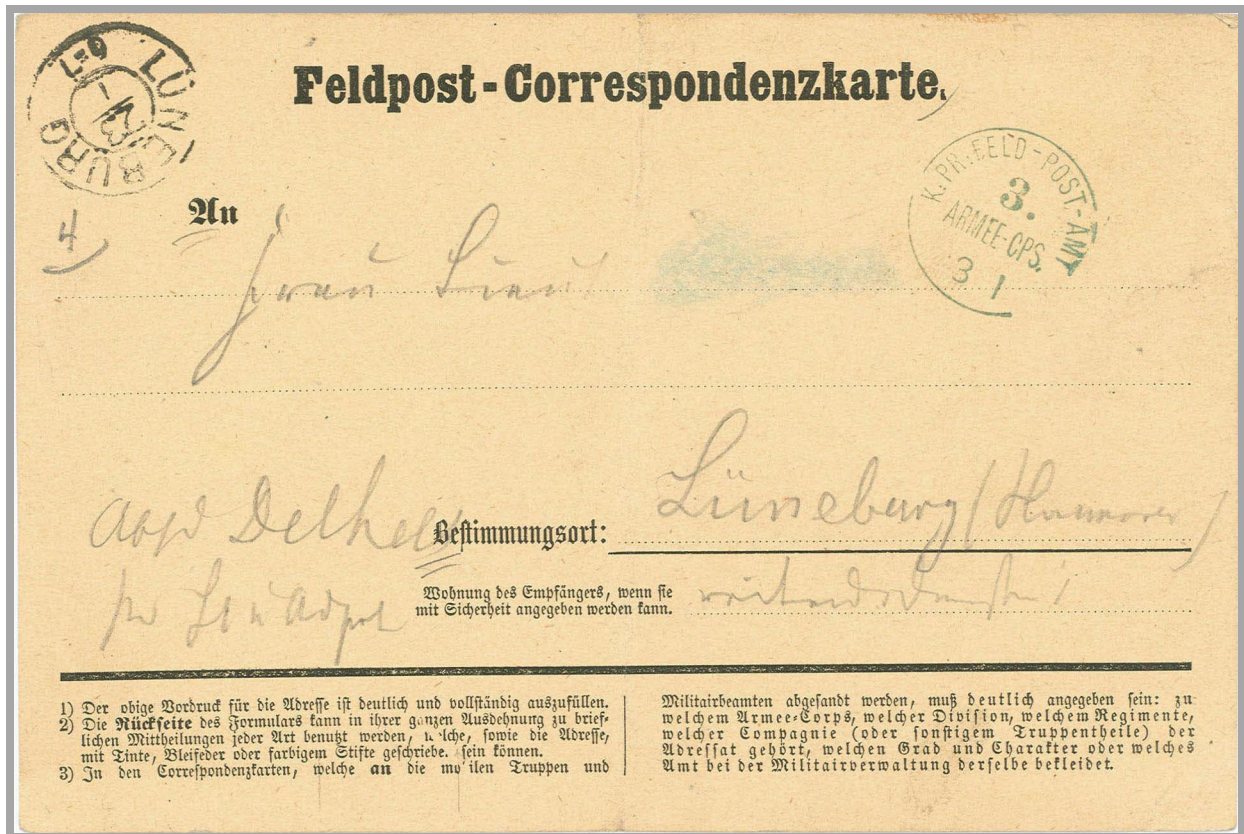 Feldpost-Correspondenzkarte.
LÜNEBURG
K. PR. FELD-POST-AMT
3.
ARMEE-CPS.
3 1
4
An
Frau
Lüneburg (Hannover)
Bestimmungsort:
Wohnung des Empfängers, wenn sie
mit Sicherheit angegeben werden kann.
1) Der obige Vordruck für die Adresse ist deutlich und vollständig auszufüllen.
2) Die Rückseite des Formulars kann in ihrer ganzen Ausdehnung zu brief-
lichen Mittheilungen jeder Art benutzt werden, welche, sowie die Adresse,
mit Tinte, Bleifeder oder farbigem Stifte geschriebe. sein können.
3) In den Correspondenzkarten, welche an die mobilen Truppen und
Militairbeamten abgesandt werden, muß deutlich angegeben sein: zu
welchem Armee-Corps, welcher Division, welchem Regimente,
welcher Compagnie (oder sonstigem Truppentheile) der
Adressat gehört, welchen Grad und Charakter oder welches
Amt bei der Militairverwaltung derselbe bekleidet.